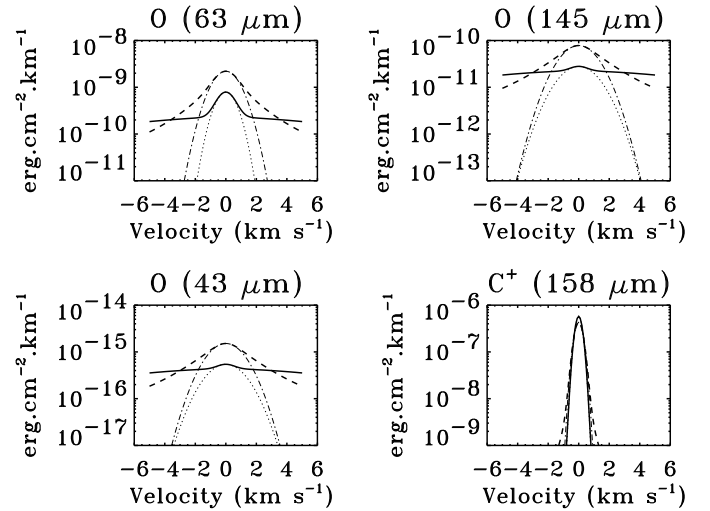 O (63 μm)
O (145 μm)
erg.cm⁻².km⁻¹
10⁻⁸
10⁻⁹
10⁻¹⁰
10⁻¹¹
-6 -4 -2 0 2 4 6
Velocity (km s⁻¹)
erg.cm⁻².km⁻¹
10⁻¹⁰
10⁻¹¹
10⁻¹²
10⁻¹³
-6 -4 -2 0 2 4 6
Velocity (km s⁻¹)
O (43 μm)
C⁺ (158 μm)
erg.cm⁻².km⁻¹
10⁻¹⁴
10⁻¹⁵
10⁻¹⁶
10⁻¹⁷
-6 -4 -2 0 2 4 6
Velocity (km s⁻¹)
erg.cm⁻².km⁻¹
10⁻⁶
10⁻⁷
10⁻⁸
10⁻⁹
-6 -4 -2 0 2 4 6
Velocity (km s⁻¹)